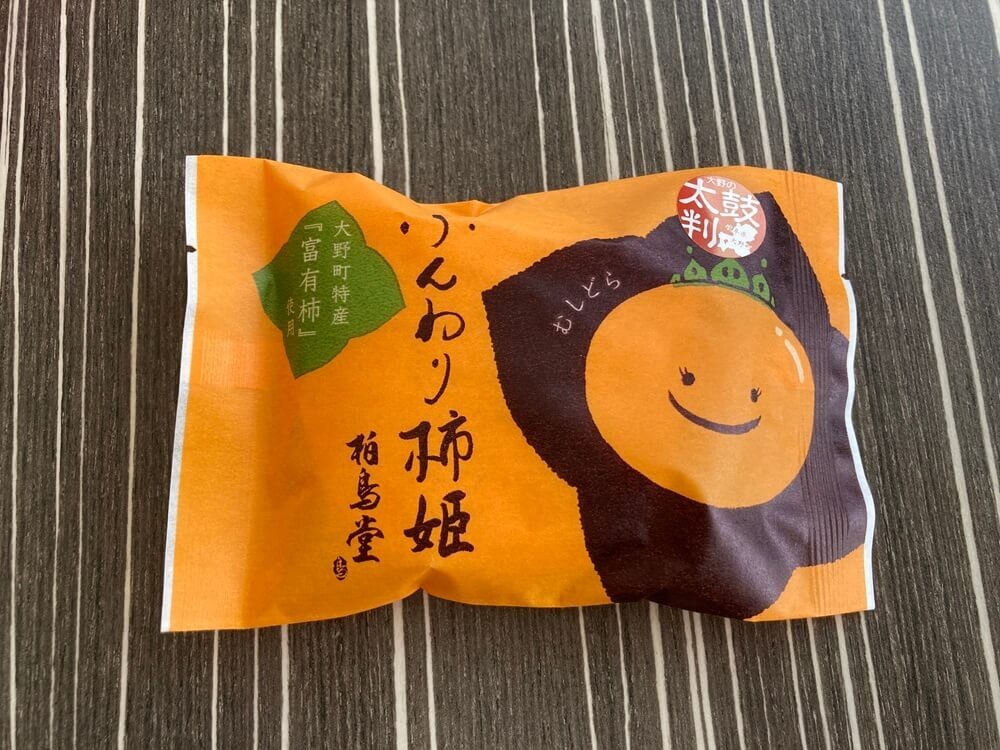 大野町特産
『富有柿』
使用
ふんわり柿姫
柏鳥堂
むしどら
大野の
太鼓
判